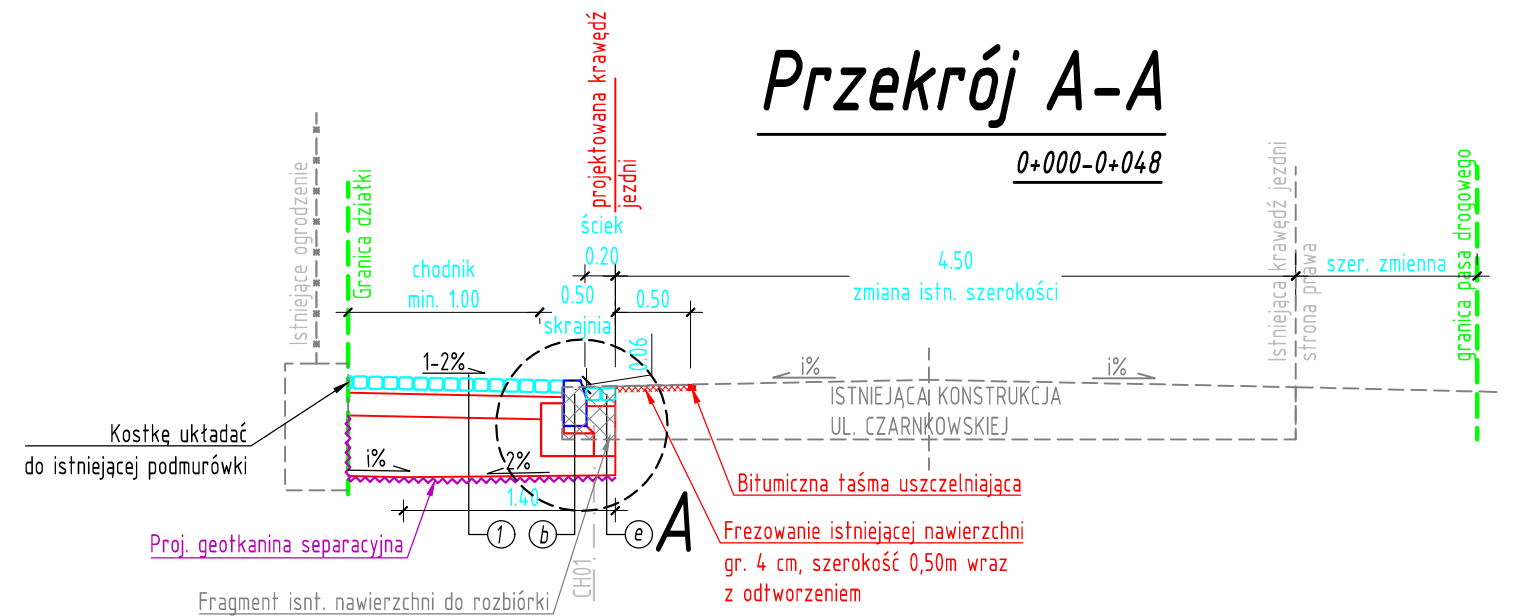 Przekrój A-A
0+000-0+048
projektowana krawędź
jezdni
Istniejące ogrodzenie
Granica działki
ściek
0.20
chodnik
min. 1.00
0.50
skrajnia
0.50
4.50
zmiana istn. szerokości
szer. zmienna
Istniejąca krawędź jezdni
strona prawa
granica pasa drogowego
0.06
1-2%
i%
i%
ISTNIEJĄCA KONSTRUKCJA
UL. CZARNKOWSKIEJ
Kostkę układać
do istniejącej podmurówki
i%
2%
1.40
Bitumiczna taśma uszczelniająca
1
b
e
A
Frezowanie istniejącej nawierzchni
gr. 4 cm, szerokość 0,50m wraz
z odtworzeniem
Proj. geotkanina separacyjna
CH01
Fragment isnt. nawierzchni do rozbiórki